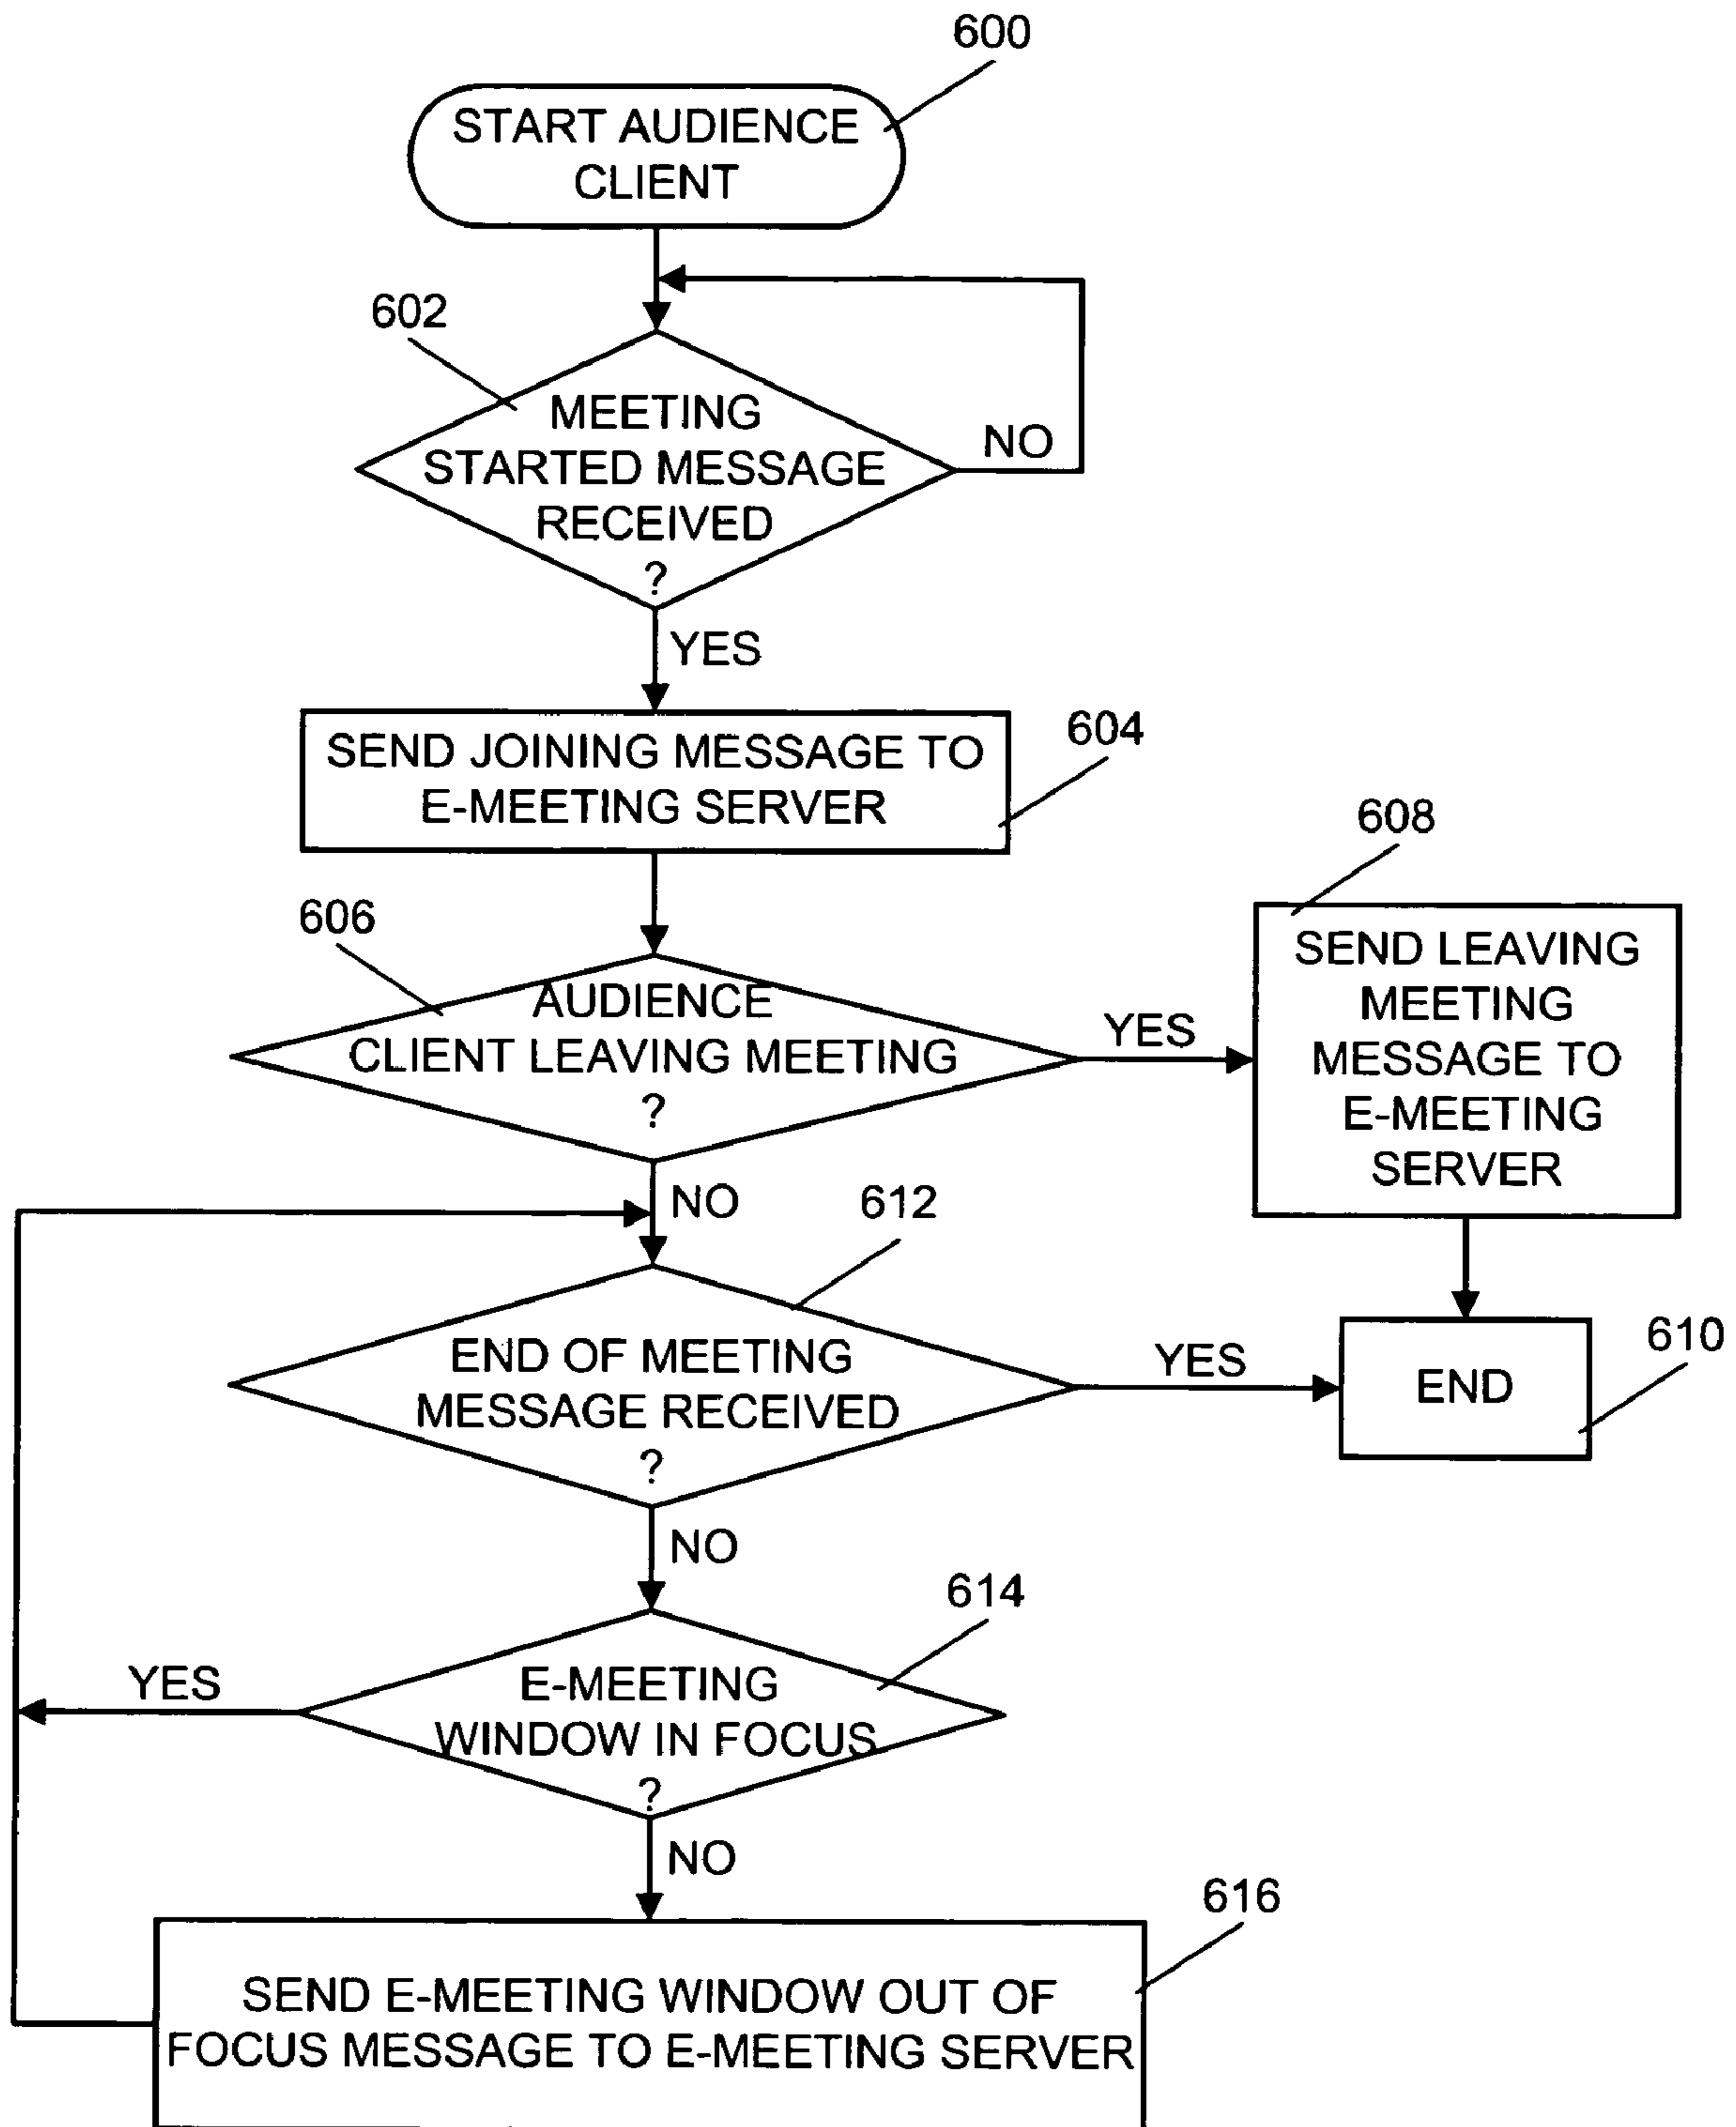 600
START AUDIENCE
CLIENT
602
MEETING
STARTED MESSAGE
RECEIVED
?
NO
YES
604
SEND JOINING MESSAGE TO
E-MEETING SERVER
606
AUDIENCE
CLIENT LEAVING MEETING
?
YES
608
SEND LEAVING
MEETING
MESSAGE TO
E-MEETING
SERVER
NO
612
END OF MEETING
MESSAGE RECEIVED
?
YES
610
END
NO
614
E-MEETING
WINDOW IN FOCUS
?
YES
NO
616
SEND E-MEETING WINDOW OUT OF
FOCUS MESSAGE TO E-MEETING SERVER